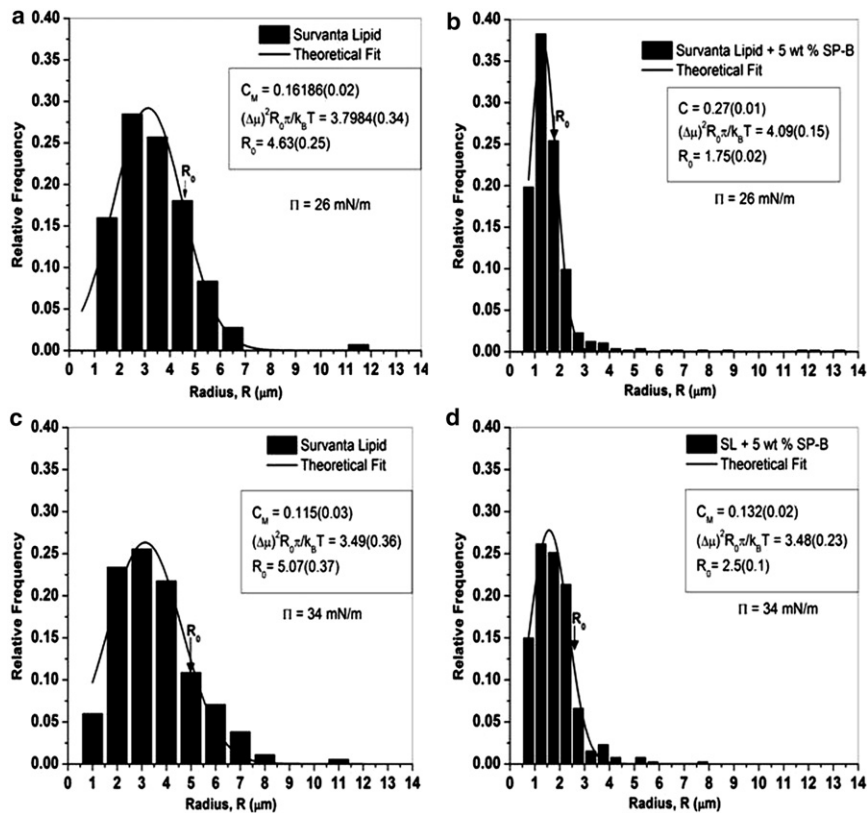 a
Survanta Lipid
Theoretical Fit
C_M = 0.16186(0.02)
(Δμ)²R₀π/k_BT = 3.7984(0.34)
R₀ = 4.63(0.25)
R₀
Π = 26 mN/m
Relative Frequency
0.40
0.35
0.30
0.25
0.20
0.15
0.10
0.05
0.00
0 1 2 3 4 5 6 7 8 9 10 11 12 13 14
Radius, R (μm)
b
Survanta Lipid + 5 wt % SP-B
Theoretical Fit
C = 0.27(0.01)
(Δμ)²R₀π/k_BT = 4.09(0.15)
R₀ = 1.75(0.02)
R₀
Π = 26 mN/m
Relative Frequency
0.40
0.35
0.30
0.25
0.20
0.15
0.10
0.05
0.00
0 1 2 3 4 5 6 7 8 9 10 11 12 13 14
Radius, R (μm)
c
Survanta Lipid
Theoretical Fit
C_M = 0.115(0.03)
(Δμ)²R₀π/k_BT = 3.49(0.36)
R₀ = 5.07(0.37)
R₀
Π = 34 mN/m
Relative Frequency
0.40
0.35
0.30
0.25
0.20
0.15
0.10
0.05
0.00
0 1 2 3 4 5 6 7 8 9 10 11 12 13 14
Radius, R (μm)
d
SL + 5 wt % SP-B
Theoretical Fit
C_M = 0.132(0.02)
(Δμ)²R₀π/k_BT = 3.48(0.23)
R₀ = 2.5(0.1)
R₀
Π = 34 mN/m
Relative Frequency
0.40
0.35
0.30
0.25
0.20
0.15
0.10
0.05
0.00
0 1 2 3 4 5 6 7 8 9 10 11 12 13 14
Radius, R (μm)